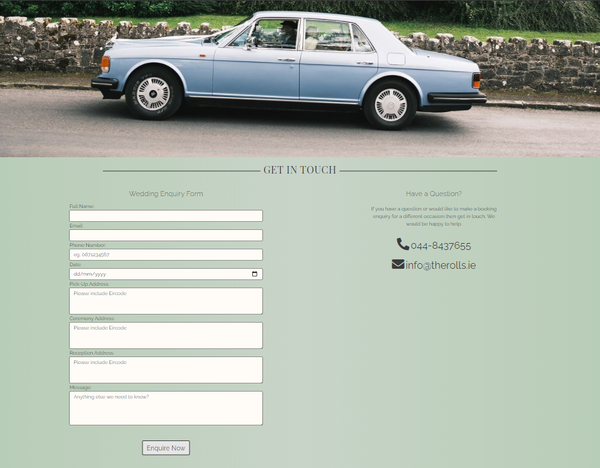 GET IN TOUCH
Wedding Enquiry Form
Full Name:
Email:
Phone Number:
eg. 0871234567
Date:
dd/mm/yyyy
Pick-Up Address:
Please include Eircode
Ceremony Address:
Please include Eircode
Reception Address:
Please include Eircode
Message:
Anything else we need to know?
Enquire Now
Have a Question?
If you have a question or would like to make a booking
enquiry for a different occasion then get in touch. We
would be happy to help.
044-8437655
info@therolls.ie